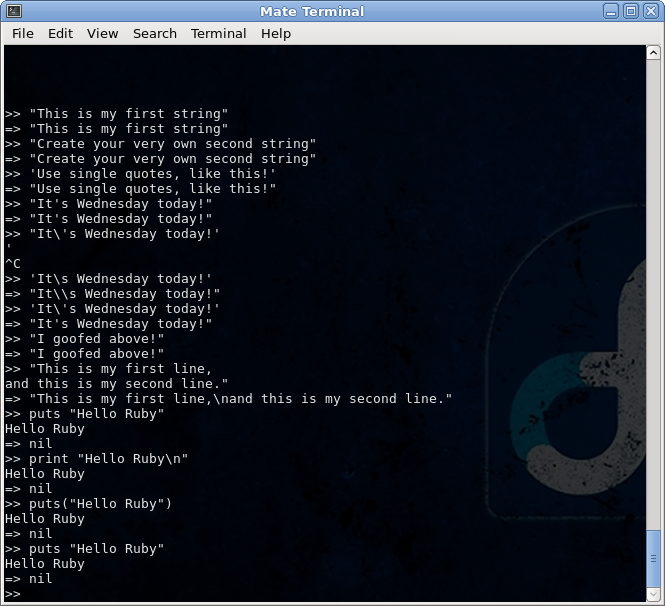 Mate Terminal
File Edit View Search Terminal Help
>> "This is my first string"
=> "This is my first string"
>> "Create your very own second string"
=> "Create your very own second string"
>> 'Use single quotes, like this!'
=> "Use single quotes, like this!"
>> "It's Wednesday today!"
=> "It's Wednesday today!"
>> "It\'s Wednesday today!'
'
^C
>> 'It\s Wednesday today!'
=> "It\\s Wednesday today!"
>> 'It\'s Wednesday today!'
=> "It's Wednesday today!"
>> "I goofed above!"
=> "I goofed above!"
>> "This is my first line,
and this is my second line."
=> "This is my first line,\nand this is my second line."
>> puts "Hello Ruby"
Hello Ruby
=> nil
>> print "Hello Ruby\n"
Hello Ruby
=> nil
>> puts("Hello Ruby")
Hello Ruby
=> nil
>> puts "Hello Ruby"
Hello Ruby
=> nil
>>